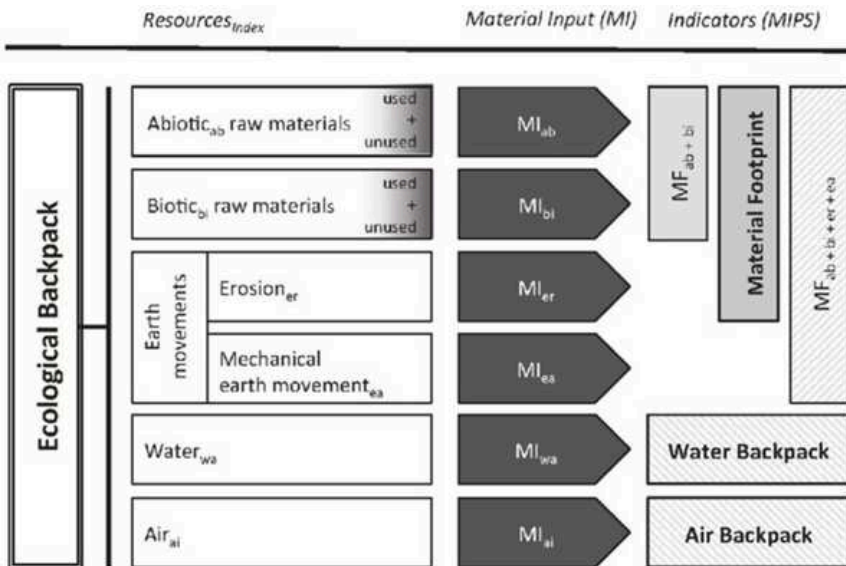 Resources_Index Material Input (MI) Indicators (MIPS)
Ecological Backpack
Abiotic_ab raw materials
used
+
unused
MI_ab
Biotic_bi raw materials
used
+
unused
MI_bi
Earth
movements
Erosion_er
MI_er
Mechanical
earth movement_ea
MI_ea
Water_wa
MI_wa
Air_ai
MI_ai
MF_ab + bi
Material Footprint
MF_ab + bi + er + ea
Water Backpack
Air Backpack